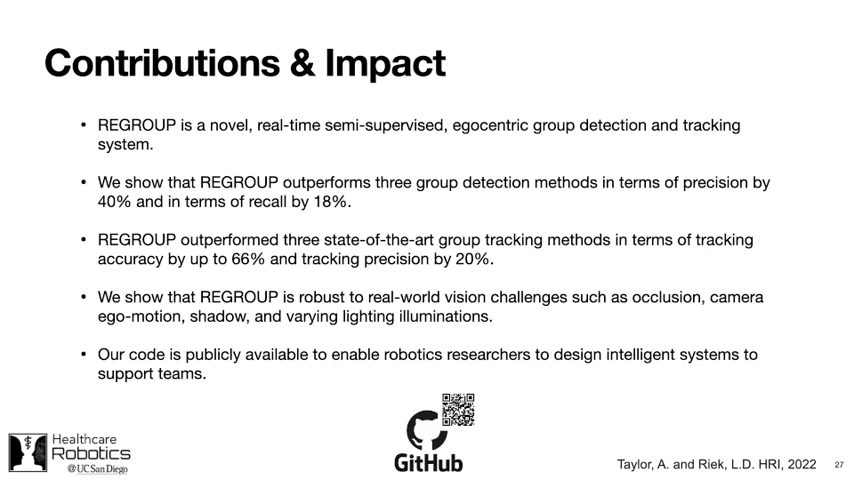 Contributions & Impact
• REGROUP is a novel, real-time semi-supervised, egocentric group detection and tracking
system.
• We show that REGROUP outperforms three group detection methods in terms of precision by
40% and in terms of recall by 18%.
• REGROUP outperformed three state-of-the-art group tracking methods in terms of tracking
accuracy by up to 66% and tracking precision by 20%.
• We show that REGROUP is robust to real-world vision challenges such as occlusion, camera
ego-motion, shadow, and varying lighting illuminations.
• Our code is publicly available to enable robotics researchers to design intelligent systems to
support teams.
Healthcare
Robotics
@UC San Diego
GitHub
Taylor, A. and Riek, L.D. HRI, 2022
27